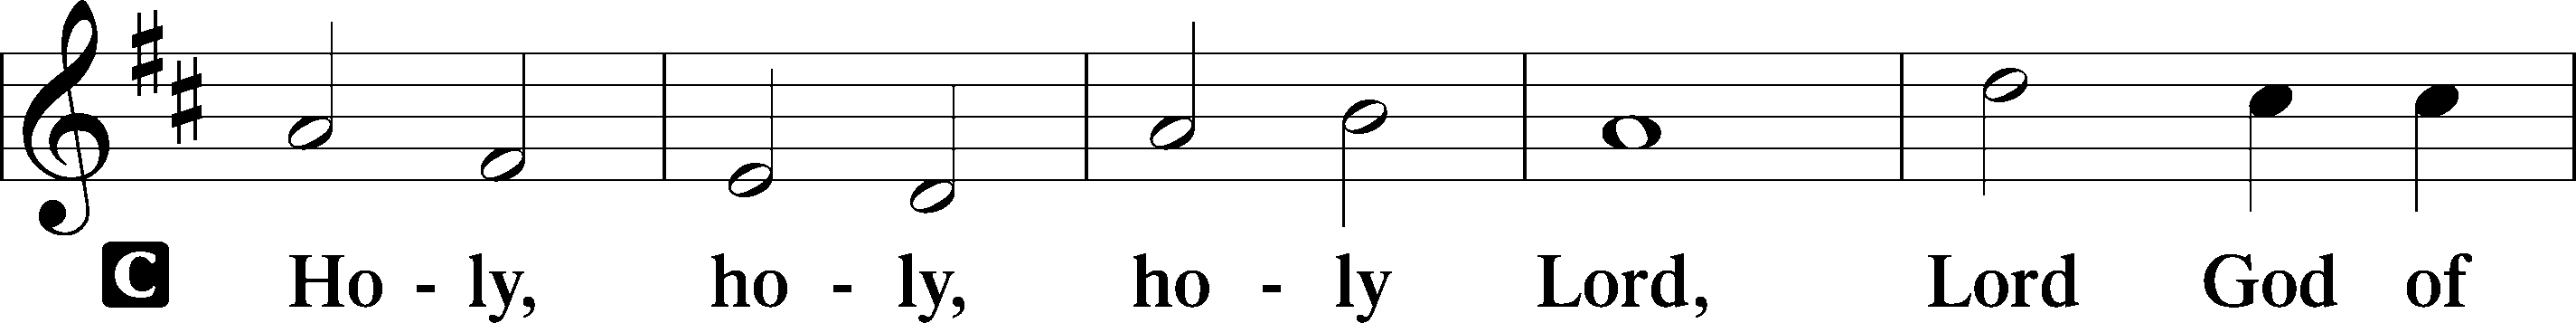 C Ho - ly, ho - ly, ho - ly Lord, Lord God of